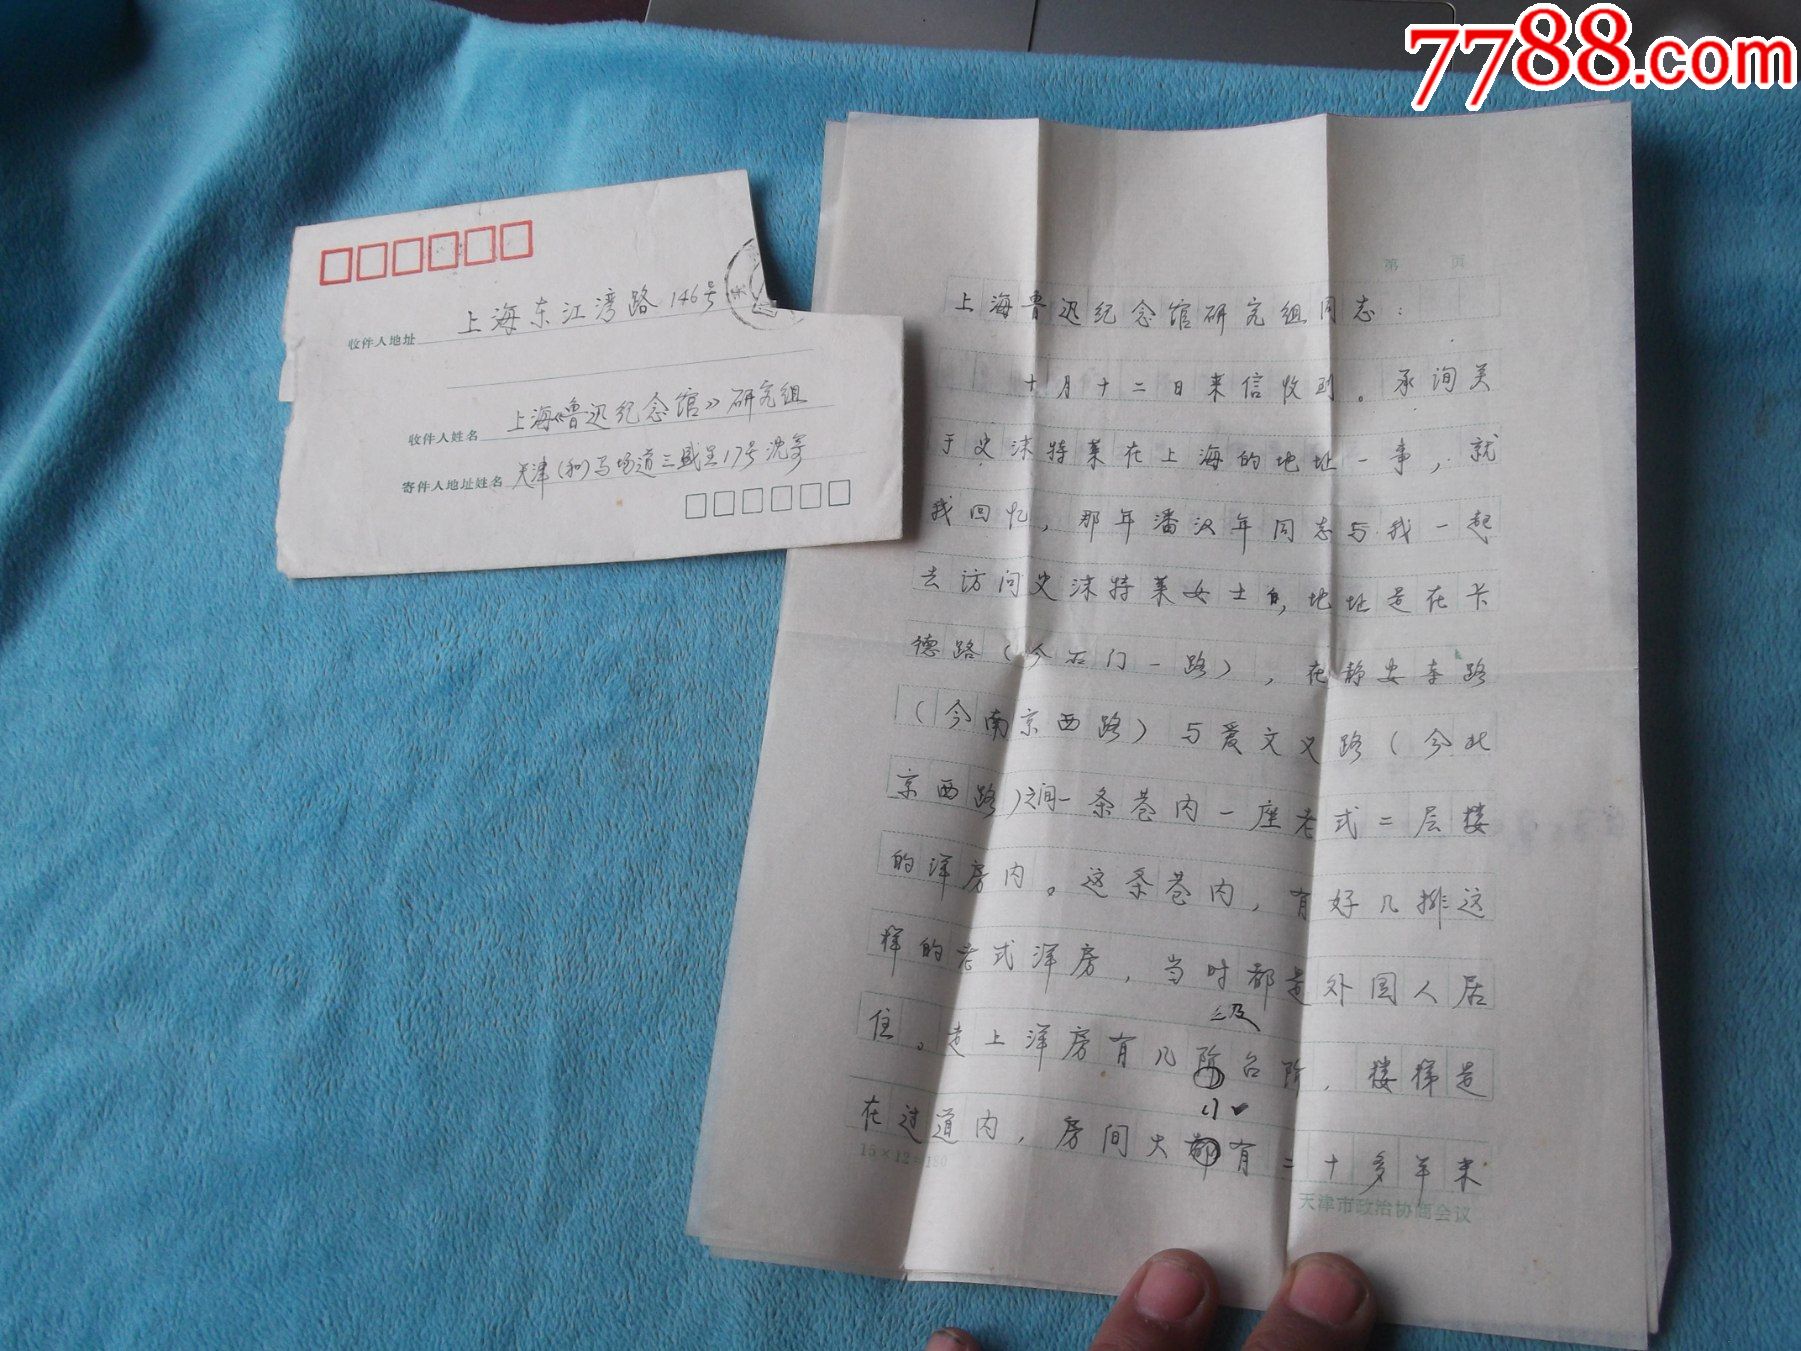 7788.com
上海东江湾路146号
收件人地址
上海《鲁迅纪念馆》研究组
收件人姓名
天津(和)马场道三盛里17号沈寄
寄件人地址姓名
第 页
上海鲁迅纪念馆研究组同志:
十月十二日来信收到。承询关
于史沫特莱在上海的地址一事,就
我回忆,那年潘汉年同志与我一起
去访问史沫特莱女士的,地址是在卡
德路(今石门一路),在静安寺路
(今南京西路)与爱文义路(今北
京西路)之间一条巷内一座老式二层楼
的洋房内。这条巷内,有好几排这
样的老式洋房,当时都是外国人居
住。走上洋房有几级台阶,楼梯是
在过道内,房间大小有二十多平米
15×12=180
天津市政治协商会议